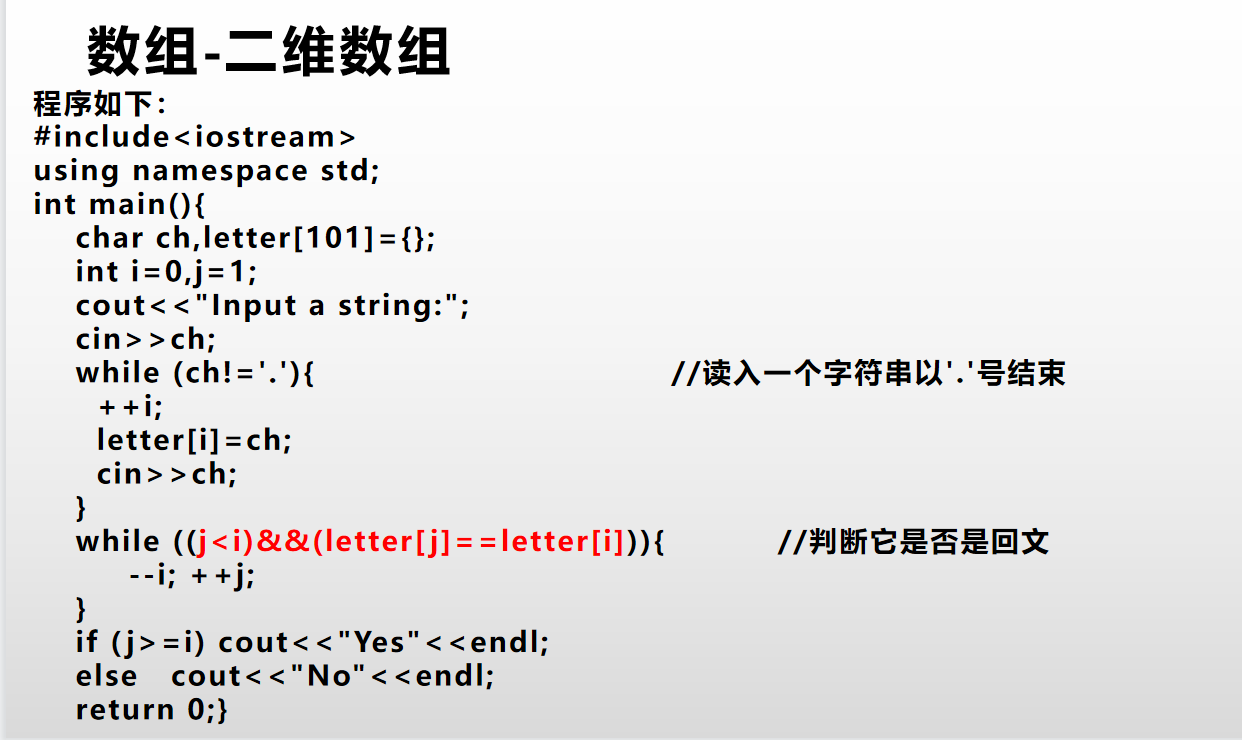 数组-二维数组
程序如下：
#include<iostream>
using namespace std;
int main(){
char ch,letter[101]={};
int i=0,j=1;
cout<<"Input a string:";
cin>>ch;
while (ch!='.'){ //读入一个字符串以'.'号结束
++i;
letter[i]=ch;
cin>>ch;
}
while ((j<i)&&(letter[j]==letter[i])){ //判断它是否是回文
--i; ++j;
}
if (j>=i) cout<<"Yes"<<endl;
else cout<<"No"<<endl;
return 0;}